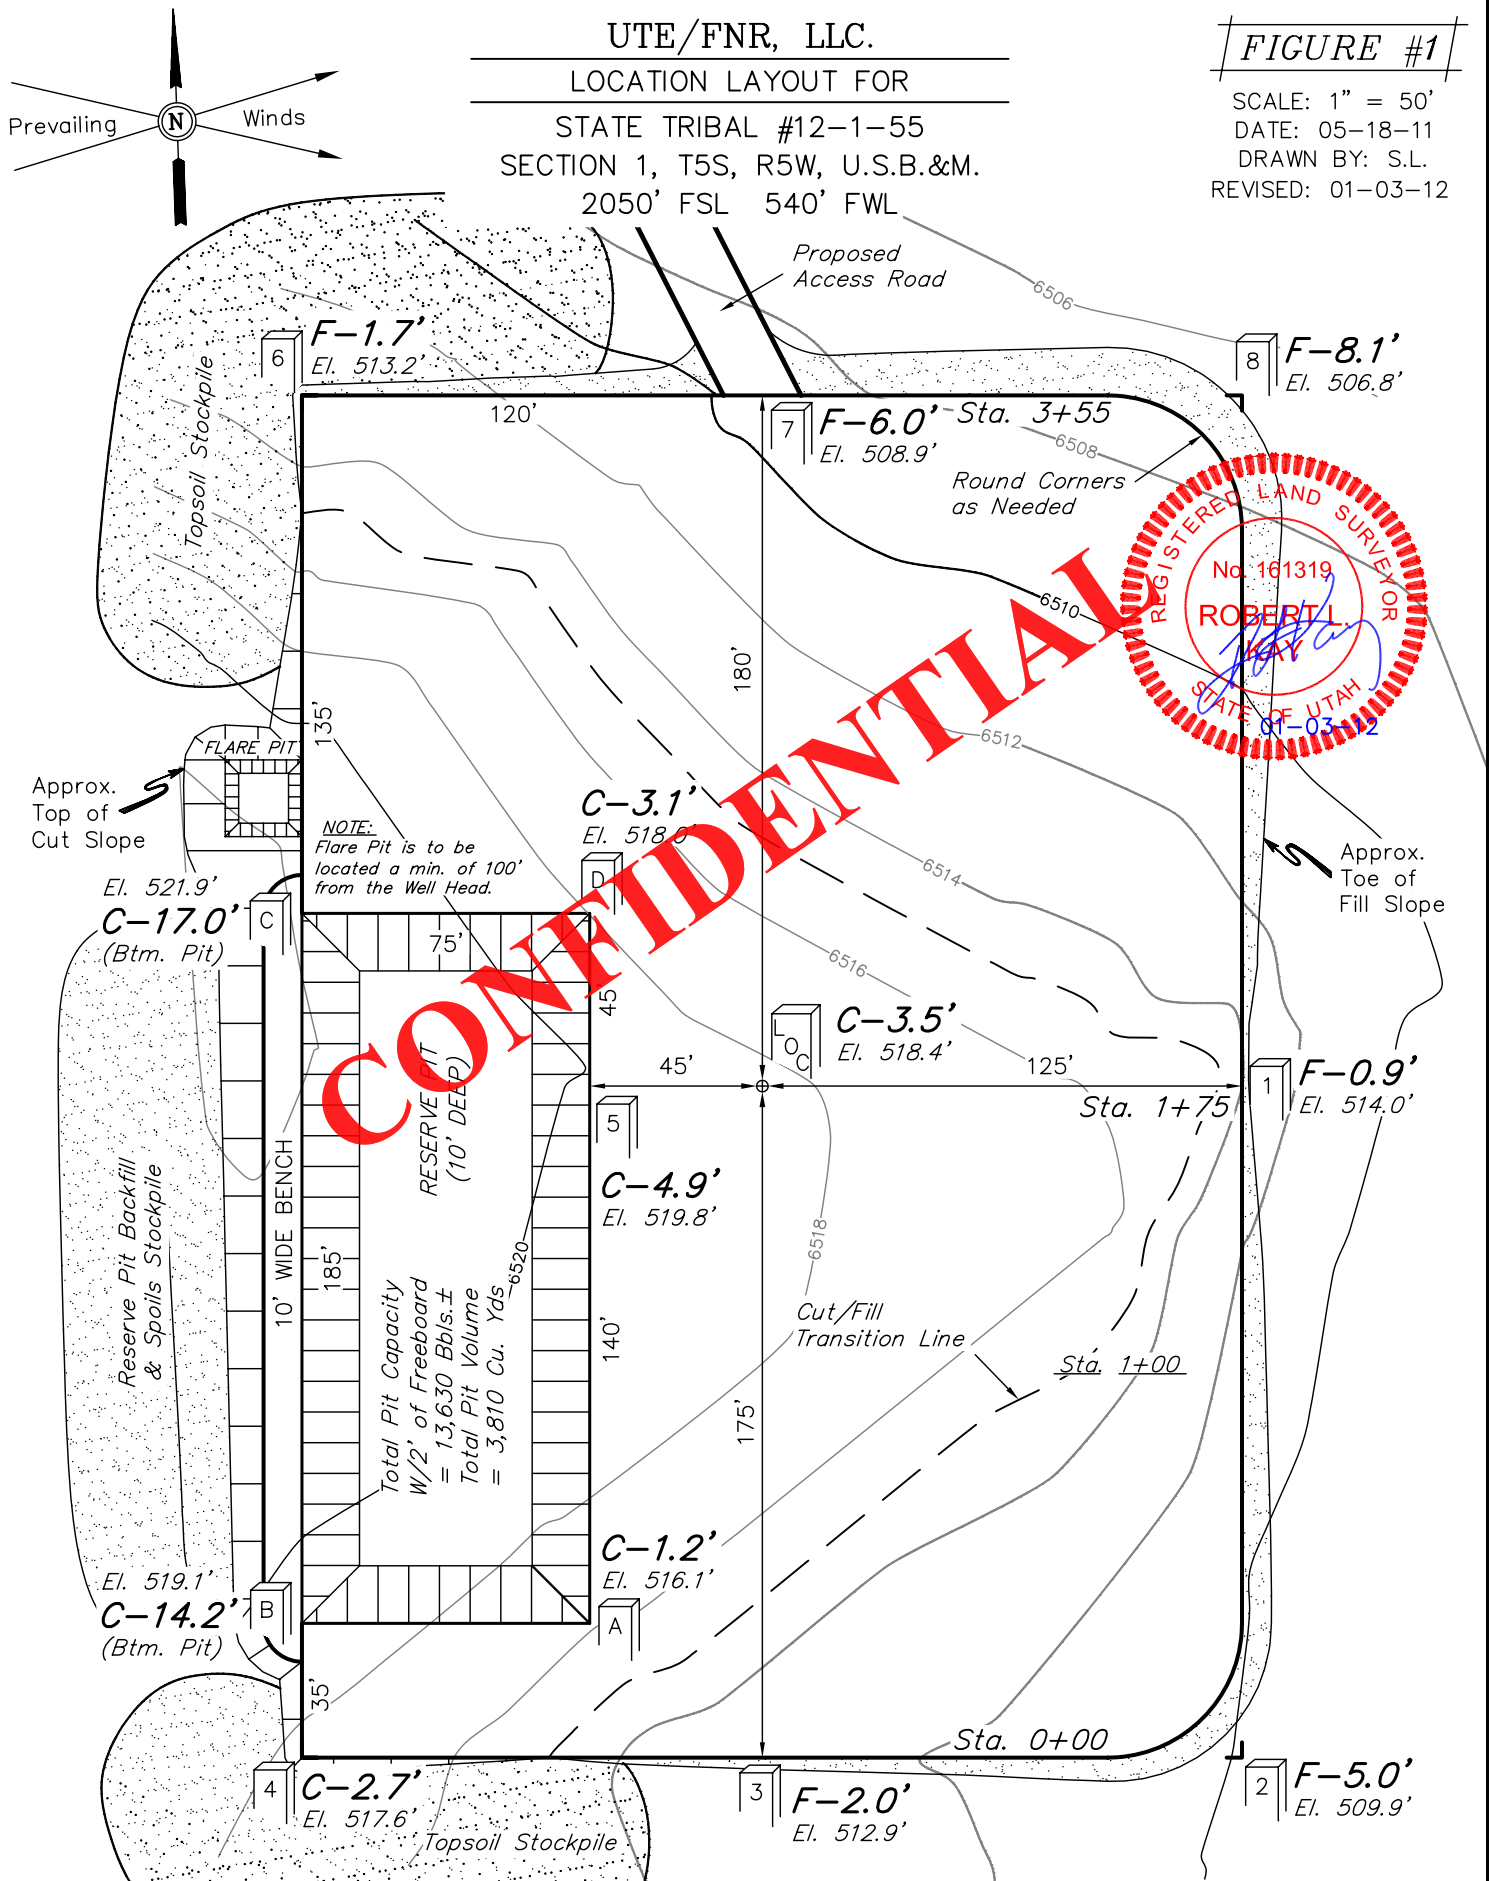 UTE/FNR, LLC.
LOCATION LAYOUT FOR
STATE TRIBAL #12-1-55
SECTION 1, T5S, R5W, U.S.B.&M.
2050' FSL 540' FWL
FIGURE #1
SCALE: 1" = 50'
DATE: 05-18-11
DRAWN BY: S.L.
REVISED: 01-03-12
Prevailing
N
Winds
Proposed
Access Road
6506
6
F-1.7'
El. 513.2'
8
F-8.1'
El. 506.8'
120'
7
F-6.0'
El. 508.9'
Sta. 3+55
6508
Round Corners
as Needed
Topsoil Stockpile
REGISTERED LAND SURVEYOR
No. 161319
ROBERT L.
KAY
STATE OF UTAH
01-03-12
6510
180'
135'
6512
FLARE PIT
Approx.
Top of
Cut Slope
NOTE:
Flare Pit is to be
located a min. of 100'
from the Well Head.
C-3.1'
El. 518.0'
D
6514
Approx.
Toe of
Fill Slope
El. 521.9'
C-17.0'
(Btm. Pit)
C
75'
6516
45'
CONFIDENTIAL
LOC
C-3.5'
El. 518.4'
45'
125'
Sta. 1+75
1
F-0.9'
El. 514.0'
RESERVE PIT
(10' DEEP)
5
C-4.9'
El. 519.8'
Reserve Pit Backfill
& Spoils Stockpile
10' WIDE BENCH
185'
6520
6518
Total Pit Capacity
W/2' of Freeboard
= 13,630 Bbls.±
Total Pit Volume
= 3,810 Cu. Yds
140'
Cut/Fill
Transition Line
Sta. 1+00
175'
C-1.2'
El. 516.1'
A
El. 519.1'
C-14.2'
(Btm. Pit)
B
35'
Sta. 0+00
4
C-2.7'
El. 517.6'
Topsoil Stockpile
3
F-2.0'
El. 512.9'
2
F-5.0'
El. 509.9'